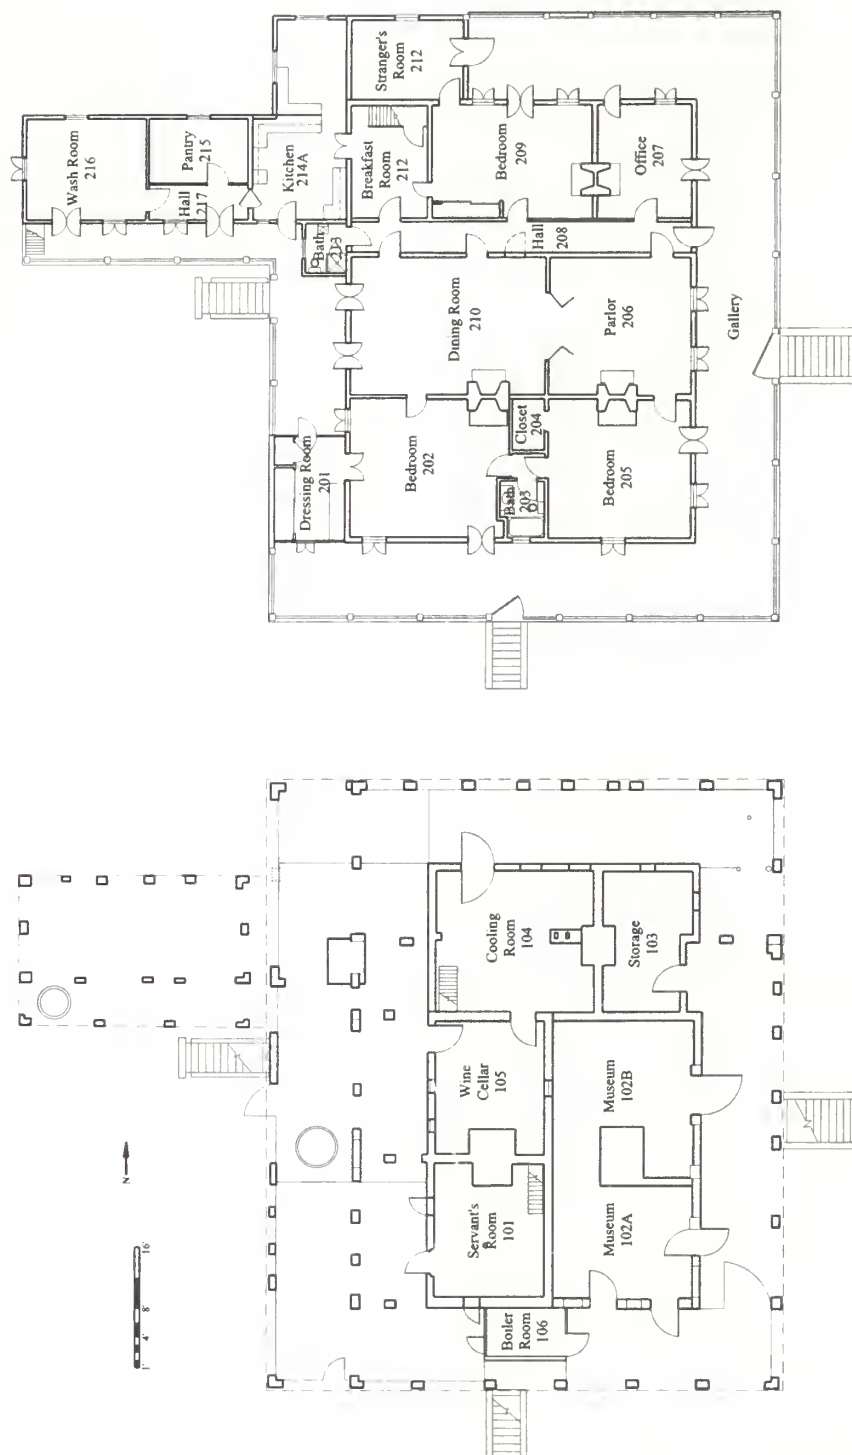 Wash Room
216
Pantry
215
Hall
217
Kitchen
214A
Stranger's
Room
212
Breakfast
Room
212
Bedroom
209
Office
207
Bath
213
Hall
208
Dining Room
210
Parlor
206
Gallery
Dressing Room
201
Bedroom
202
Closet
204
Bath
203
Bedroom
205
Cooling
Room
104
Storage
103
Wine
Cellar
105
Museum
102B
Servant's
Room
101
Museum
102A
Boiler
Room
106
N
1'
4'
8'
16'